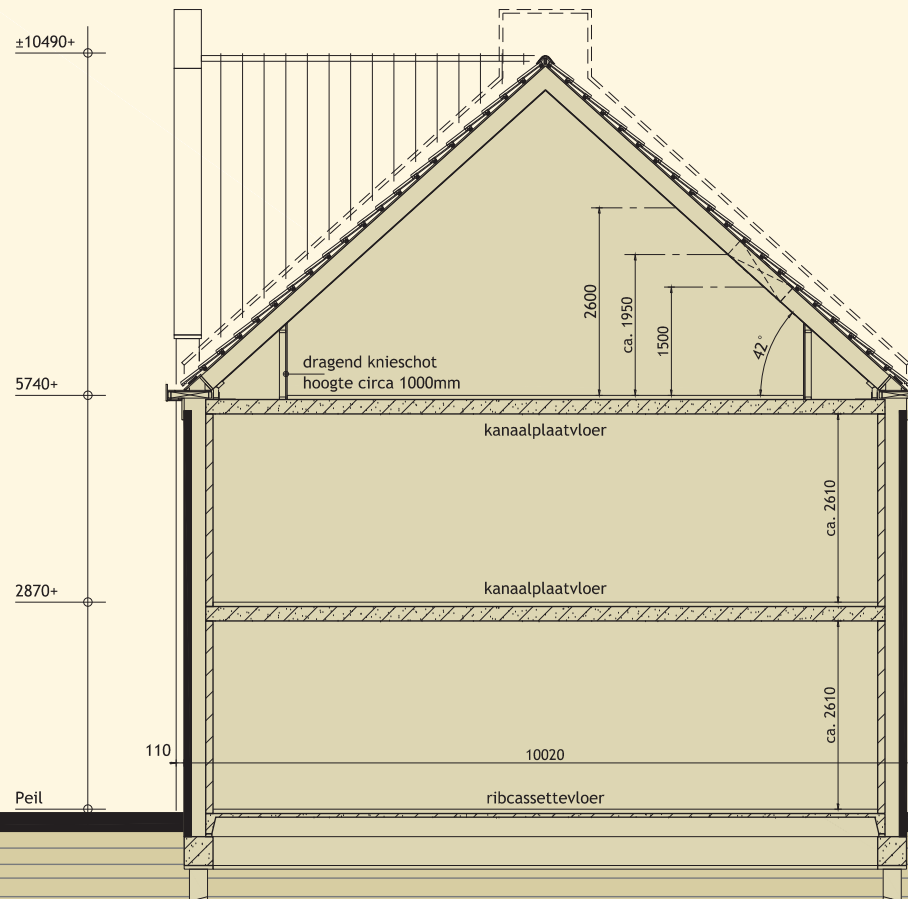 ±10490+
2600
ca. 1950
1500
42°
dragend knieschot
hoogte circa 1000mm
5740+
kanaalplaatvloer
ca. 2610
kanaalplaatvloer
2870+
ca. 2610
110
10020
Peil
ribcassettevloer